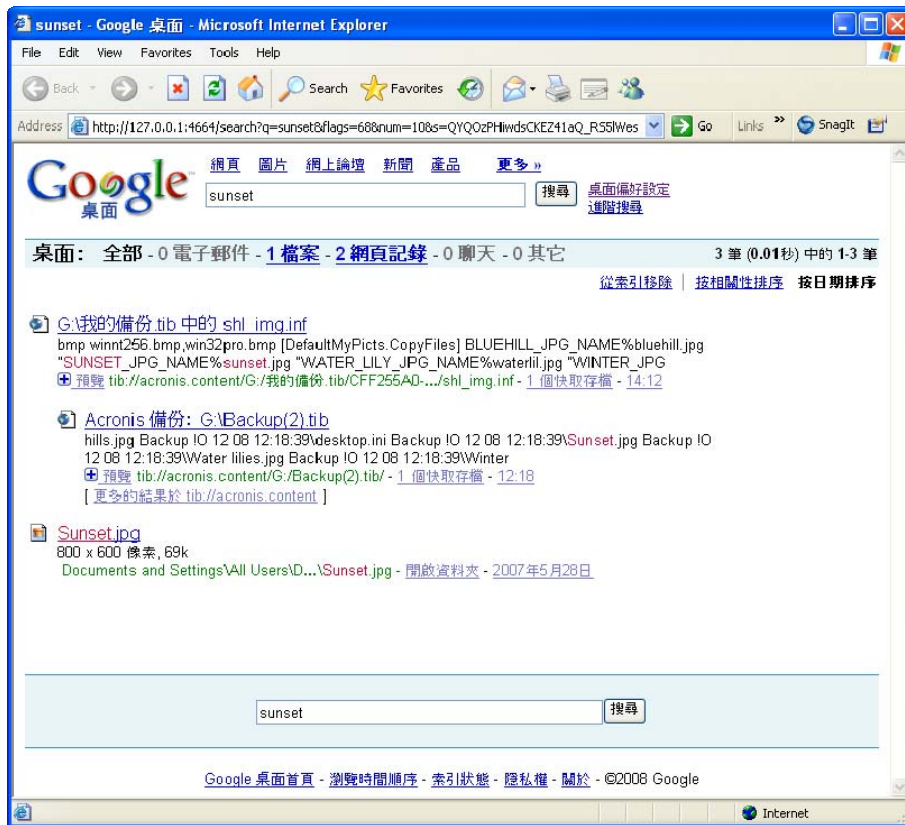 sunset - Google 桌面 - Microsoft Internet Explorer
File Edit View Favorites Tools Help
Back Search Favorites
Address http://127.0.0.1:4664/search?q=sunset&flags=68&num=10&s=QYQOzPHiwdsCKEZ41aQ_R55lWes Go Links » SnagIt
Google 桌面
網頁 圖片 網上論壇 新聞 產品 更多 »
sunset 搜尋 桌面偏好設定
進階搜尋
桌面： 全部 - 0 電子郵件 - 1 檔案 - 2 網頁記錄 - 0 聊天 - 0 其它 3 筆 (0.01秒) 中的 1-3 筆
從索引移除 | 按相關性排序 按日期排序
G:\我的備份.tib 中的 shl_img.inf
bmp winnt256.bmp,win32pro.bmp [DefaultMyPicts.CopyFiles] BLUEHILL_JPG_NAME%bluehill.jpg
"SUNSET_JPG_NAME%sunset.jpg "WATER_LILY_JPG_NAME%waterlil.jpg "WINTER_JPG
預覽 tib://acronis.content/G:/我的備份.tib/CFF255A0-.../shl_img.inf - 1 個快取存檔 - 14:12
Acronis 備份： G:\Backup(2).tib
hills.jpg Backup !O 12 08 12:18:39\desktop.ini Backup !O 12 08 12:18:39\Sunset.jpg Backup !O
12 08 12:18:39\Water lilies.jpg Backup !O 12 08 12:18:39\Winter
預覽 tib://acronis.content/G:/Backup(2).tib/ - 1 個快取存檔 - 12:18
[ 更多的結果於 tib://acronis.content ]
Sunset.jpg
800 x 600 像素, 69k
Documents and Settings\All Users\D...\Sunset.jpg - 開啟資料夾 - 2007年5月28日
sunset 搜尋
Google 桌面首頁 - 瀏覽時間順序 - 索引狀態 - 隱私權 - 關於 - ©2008 Google
Internet